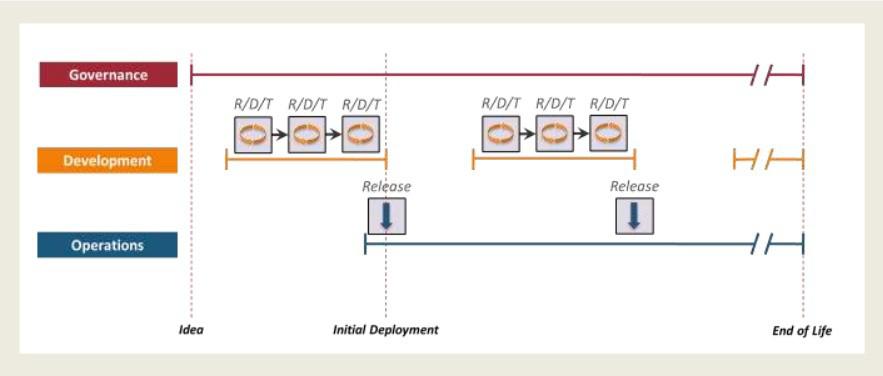 Governance
R/D/T R/D/T R/D/T R/D/T R/D/T R/D/T
Development
Release Release
Operations
Idea Initial Deployment End of Life